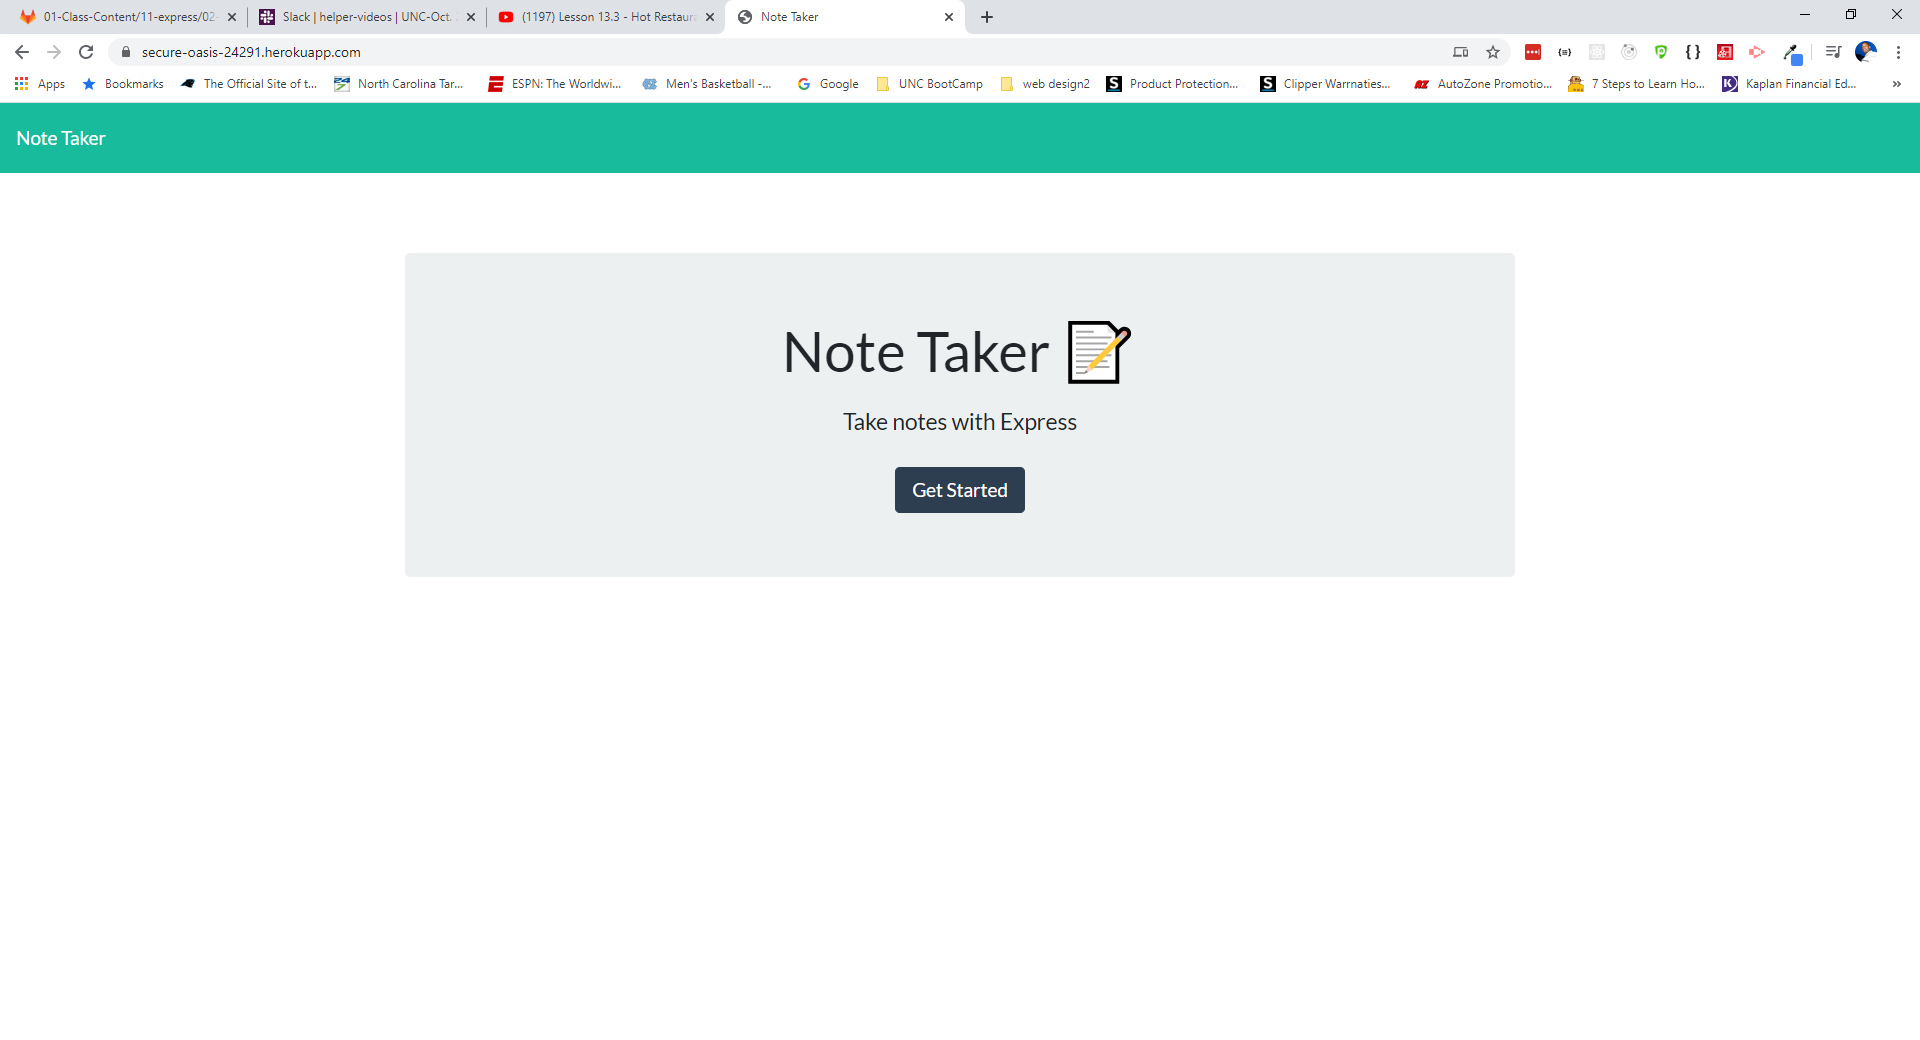 01-Class-Content/11-express/02-
Slack | helper-videos | UNC-Oct.
(1197) Lesson 13.3 - Hot Restaur
Note Taker
secure-oasis-24291.herokuapp.com
Apps
Bookmarks
The Official Site of t...
North Carolina Tar...
ESPN: The Worldwi...
Men's Basketball -...
Google
UNC BootCamp
web design2
Product Protection...
Clipper Warrnaties...
AutoZone Promotio...
7 Steps to Learn Ho...
Kaplan Financial Ed...
Note Taker
Note Taker
Take notes with Express
Get Started